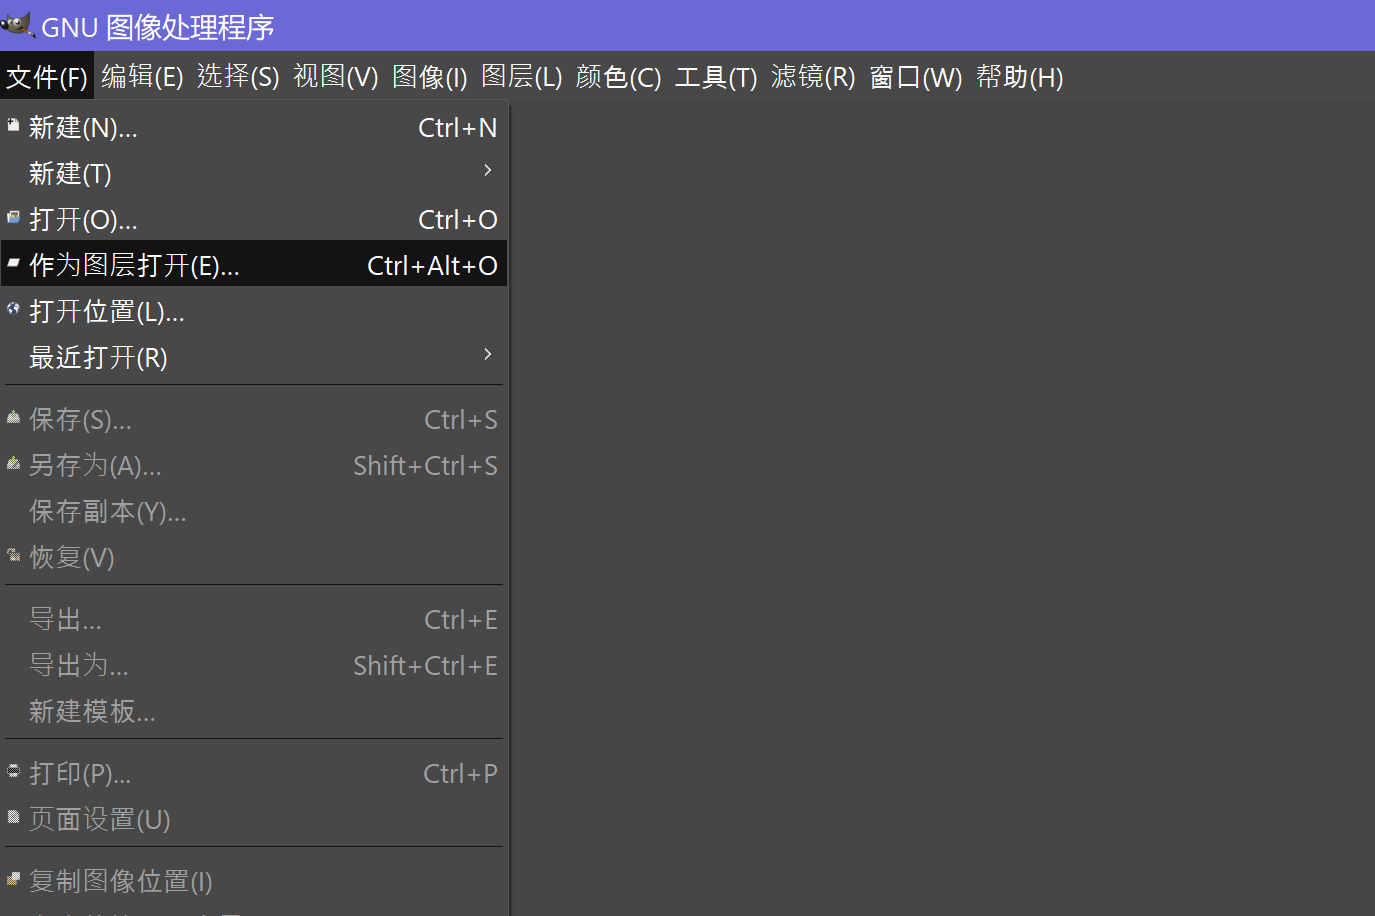 GNU 图像处理程序
文件(F) 编辑(E) 选择(S) 视图(V) 图像(I) 图层(L) 颜色(C) 工具(T) 滤镜(R) 窗口(W) 帮助(H)
新建(N)... Ctrl+N
新建(T)
打开(O)... Ctrl+O
作为图层打开(E)... Ctrl+Alt+O
打开位置(L)...
最近打开(R)
保存(S)... Ctrl+S
另存为(A)... Shift+Ctrl+S
保存副本(Y)...
恢复(V)
导出... Ctrl+E
导出为... Shift+Ctrl+E
新建模板...
打印(P)... Ctrl+P
页面设置(U)
复制图像位置(I)